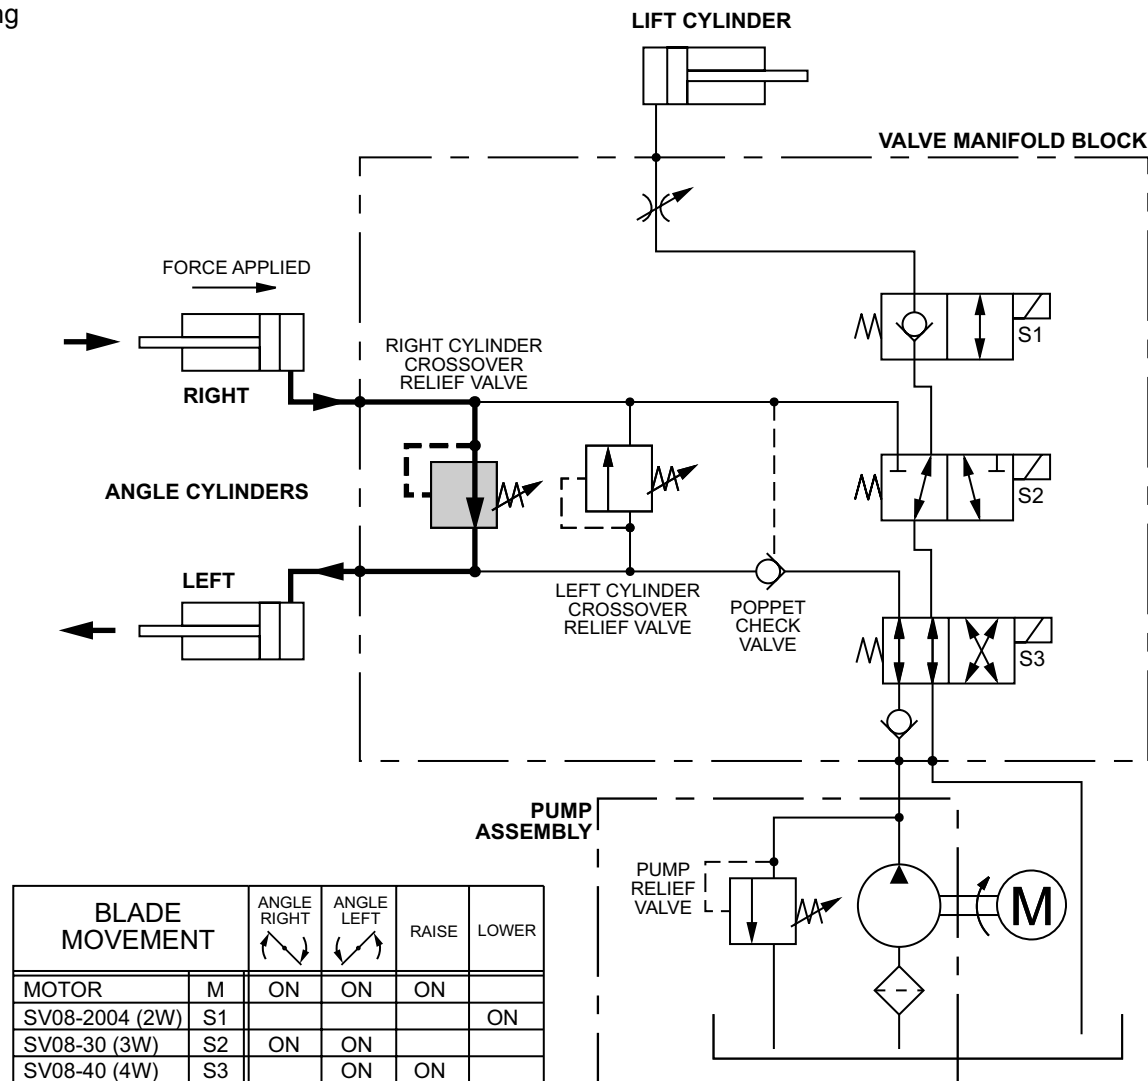 ng
LIFT CYLINDER
VALVE MANIFOLD BLOCK
FORCE APPLIED
RIGHT CYLINDER
CROSSOVER
RELIEF VALVE
S1
RIGHT
ANGLE CYLINDERS
S2
LEFT
LEFT CYLINDER
CROSSOVER
RELIEF VALVE
POPPET
CHECK
VALVE
S3
PUMP
ASSEMBLY
PUMP
RELIEF
VALVE
M
BLADE
MOVEMENT
ANGLE
RIGHT
ANGLE
LEFT
RAISE
LOWER
MOTOR M ON ON ON
SV08-2004 (2W) S1 ON
SV08-30 (3W) S2 ON ON
SV08-40 (4W) S3 ON ON